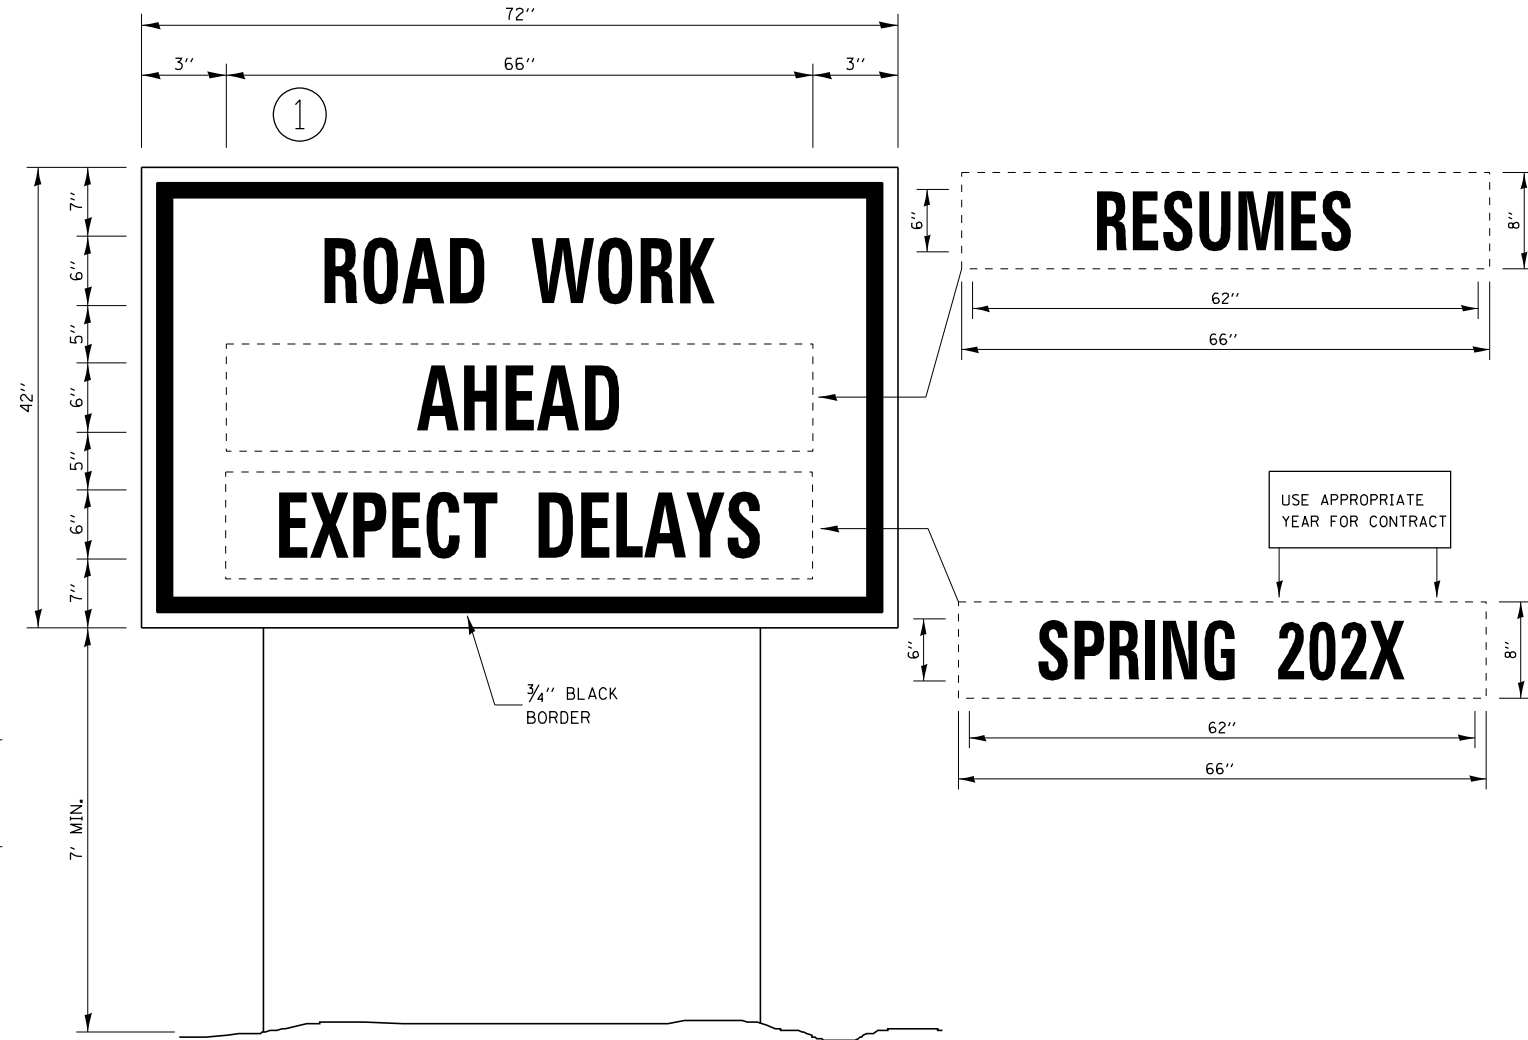 72''
3'' 66'' 3''
1
7''
6''
5''
6''
5''
6''
7''
42''
7' MIN.
ROAD WORK
AHEAD
EXPECT DELAYS
3/4'' BLACK
BORDER
RESUMES
6''
8''
62''
66''
USE APPROPRIATE
YEAR FOR CONTRACT
SPRING 202X
6''
8''
62''
66''